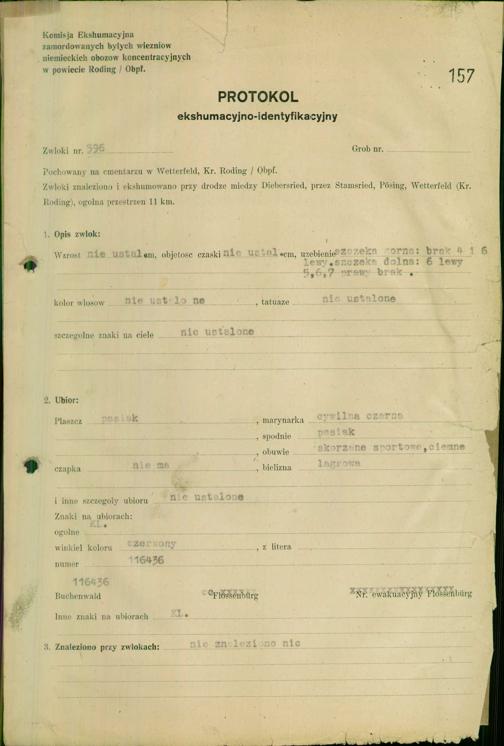 Komisja Ekshumacyjna
zamordowanych bylych wiezniow
niemieckich obozow koncentracyjnych
w powiecie Roding / Obpf.
157
PROTOKOL
ekshumacyjno-identyfikacyjny
Zwloki nr. 396 Grob nr.
Pochowany na cmentarzu w Wetterfeld, Kr. Roding / Obpf.
Zwloki znaleziono i ekshumowano przy drodze miedzy Diebersried, przez Stamsried, Pösing, Wetterfeld (Kr.
Roding), ogolna przestrzen 11 km.
1. Opis zwlok:
Wzrost nie ustal.cm, objetosc czaski nie ustal.cm, uzebienie szczeka gorna: brak 4 i 6
lewy.szczeka dolna: 6 lewy
5,6,7 prawy brak .
kolor wlosow nie ustalone , tatuaze nie ustalone
szczegolne znaki na ciele nie ustalone
2. Ubior:
Plaszcz pasiak , marynarka cywilna czarna
, spodnie pasiak
, obuwie skorzane sportowe,ciemne
czapka nie ma , bielizna lagrowa
i inne szczegoly ubioru nie ustalone
Znaki na ubiorach:
ogolne KL.
winkiel koloru czerwony , z litera
numer 116436
116436
Buchenwald Flossenbürg Nr. ewakuacyjny Flossenbürg
Inne znaki na ubiorach KL.
3. Znaleziono przy zwlokach: nie znaleziono nic